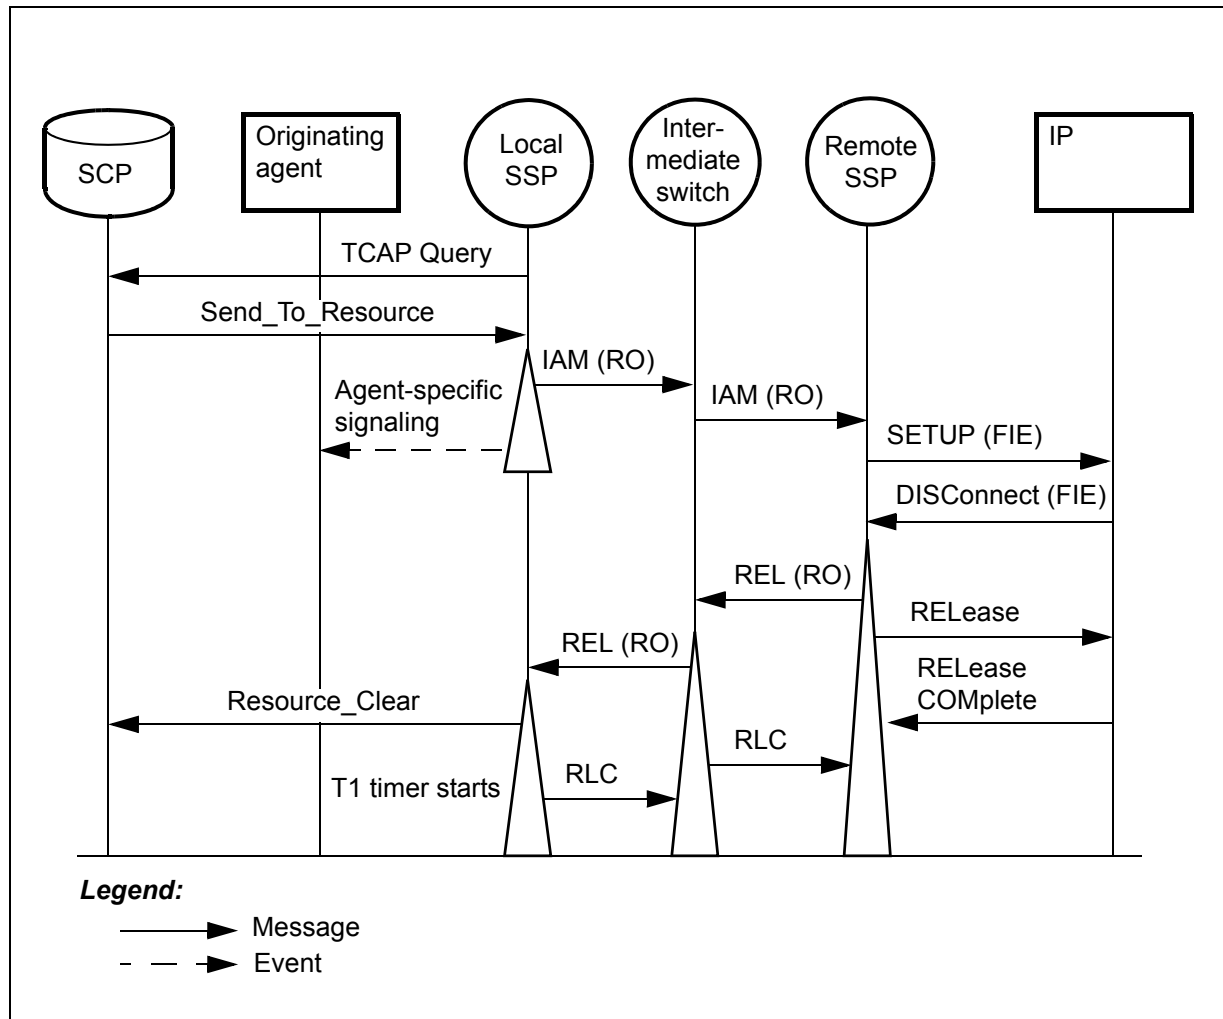 SCP
Originating
agent
Local
SSP
Inter-
mediate
switch
Remote
SSP
IP
TCAP Query
Send_To_Resource
IAM (RO)
Agent-specific
signaling
IAM (RO)
SETUP (FIE)
DISConnect (FIE)
REL (RO)
RELease
REL (RO)
RELease
COMplete
Resource_Clear
RLC
T1 timer starts
RLC
Legend:
Message
Event